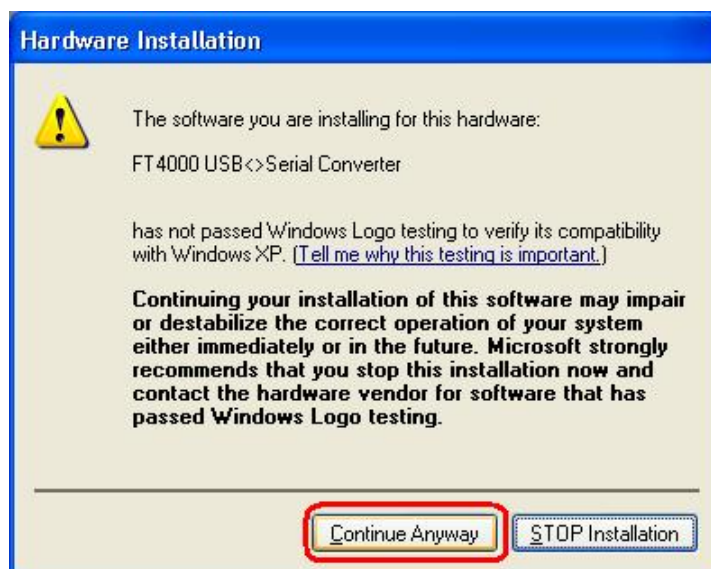 Hardware Installation
The software you are installing for this hardware:
FT4000 USB<>Serial Converter
has not passed Windows Logo testing to verify its compatibility
with Windows XP. (Tell me why this testing is important.)
Continuing your installation of this software may impair
or destabilize the correct operation of your system
either immediately or in the future. Microsoft strongly
recommends that you stop this installation now and
contact the hardware vendor for software that has
passed Windows Logo testing.
Continue Anyway STOP Installation